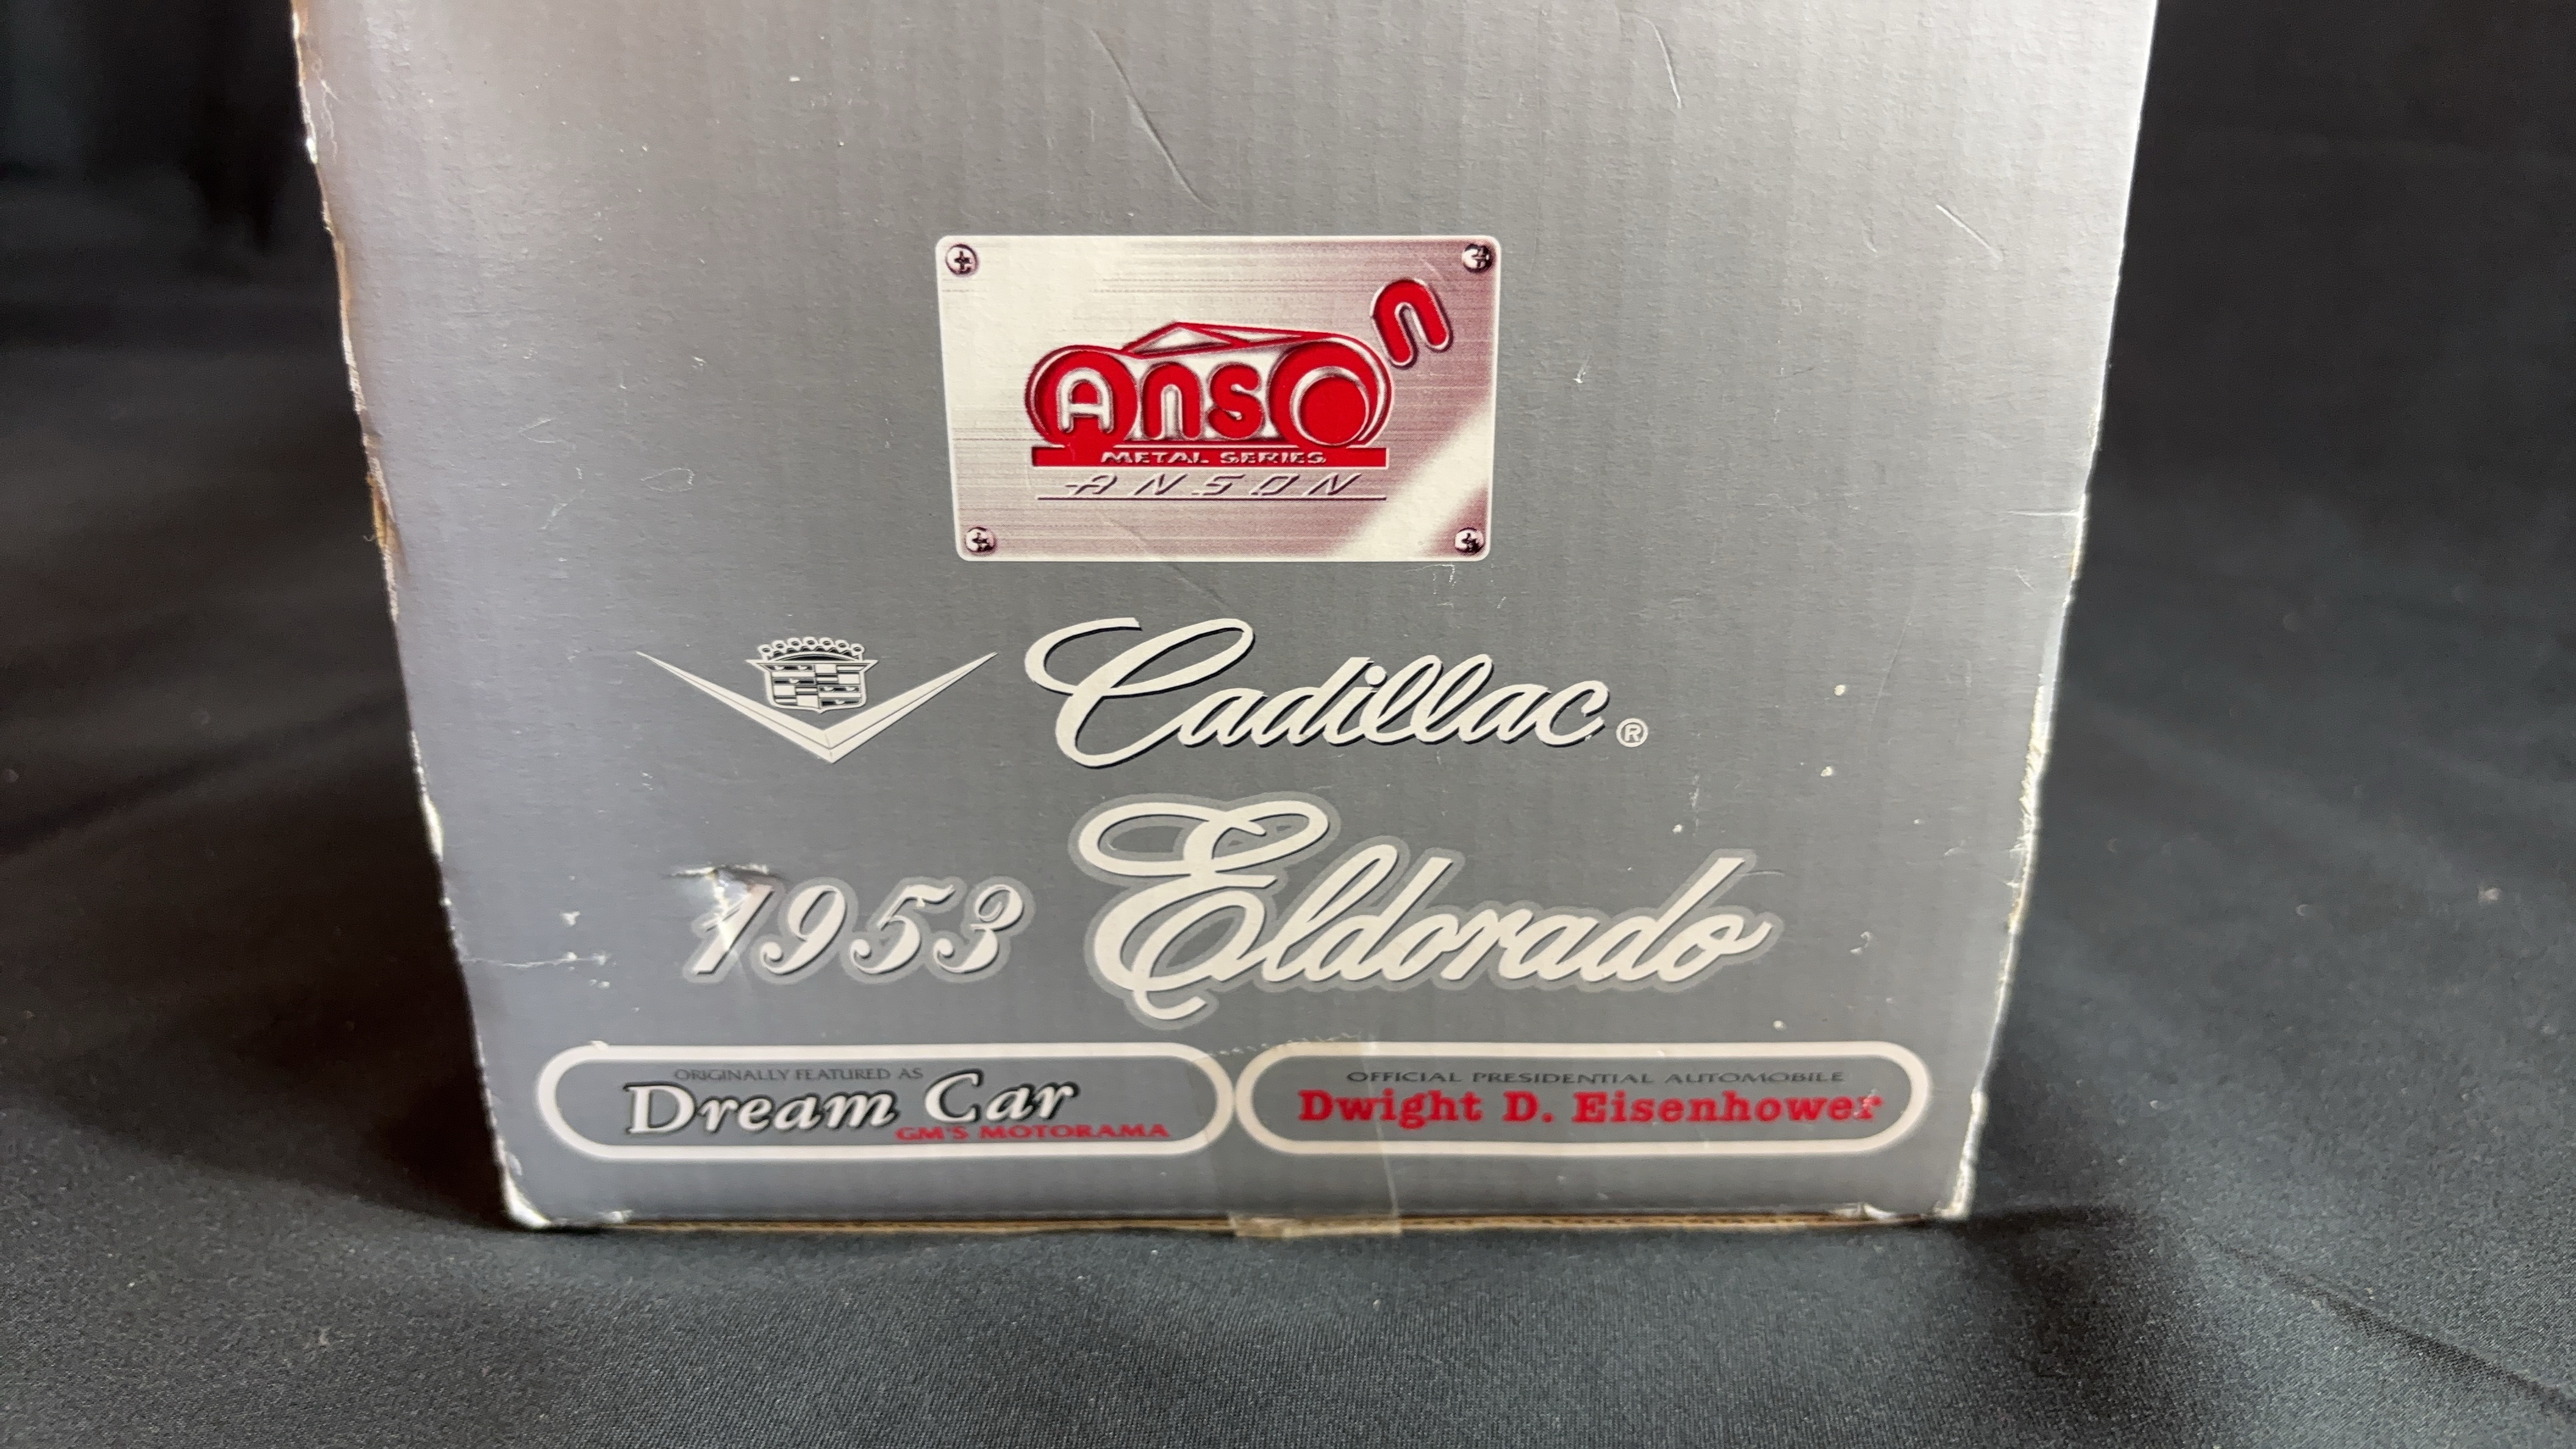 Anson
METAL SERIES
ANSON
Cadillac®
1953 Eldorado
ORIGINALLY FEATURED AS
Dream Car
GM'S MOTORAMA
OFFICIAL PRESIDENTIAL AUTOMOBILE
Dwight D. Eisenhower